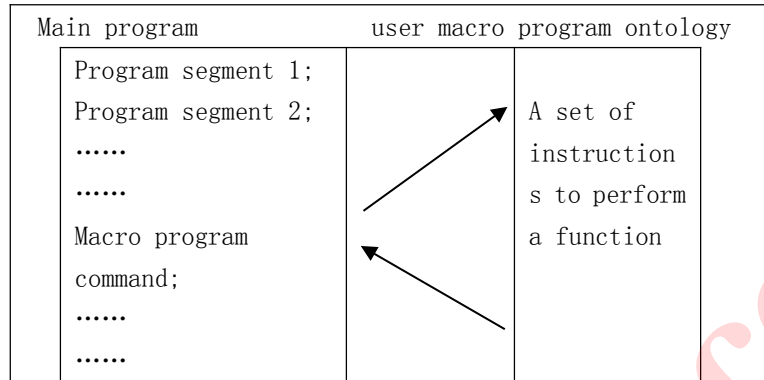 Main program user macro program ontology
Program segment 1;
Program segment 2;
……
……
Macro program
command;
……
……
A set of
instruction
s to perform
a function